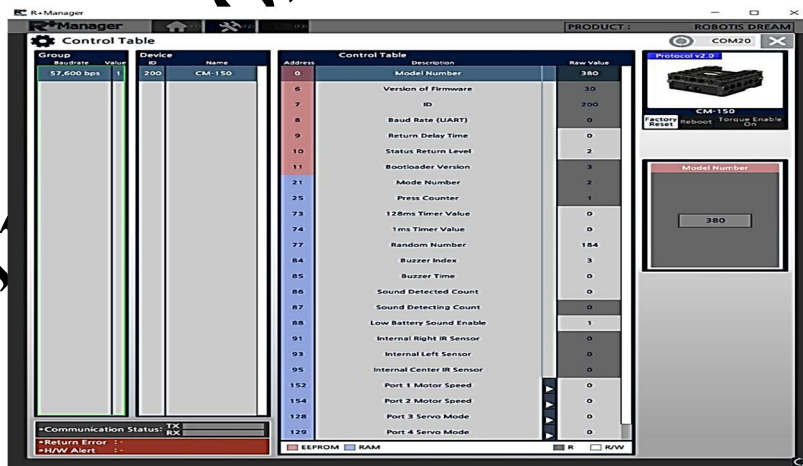 R+Manager
R+Manager
PRODUCT :
ROBOTIS DREAM
Control Table
COM20
Group
Baudrate Value
57,600 bps 1
Device
ID Name
200 CM-150
Control Table
Address Description Raw Value
0 Model Number 380
6 Version of Firmware 30
7 ID 200
8 Baud Rate (UART) 0
9 Return Delay Time 0
10 Status Return Level 2
11 Bootloader Version 3
21 Mode Number 2
25 Press Counter 1
73 128ms Timer Value 0
74 1ms Timer Value 0
77 Random Number 184
84 Buzzer Index 3
85 Buzzer Time 0
86 Sound Detected Count 0
87 Sound Detecting Count 0
88 Low Battery Sound Enable 1
91 Internal Right IR Sensor 0
93 Internal Left Sensor 0
95 Internal Center IR Sensor 0
152 Port 1 Motor Speed 0
154 Port 2 Motor Speed 0
128 Port 3 Servo Mode 0
129 Port 4 Servo Mode 0
EEPROM RAM R R/W
Protocol v2.0
CM-150
Factory Reset Reboot Torque Enable On
Model Number
380
•Communication Status: TX
RX
•Return Error : -
•H/W Alert : -